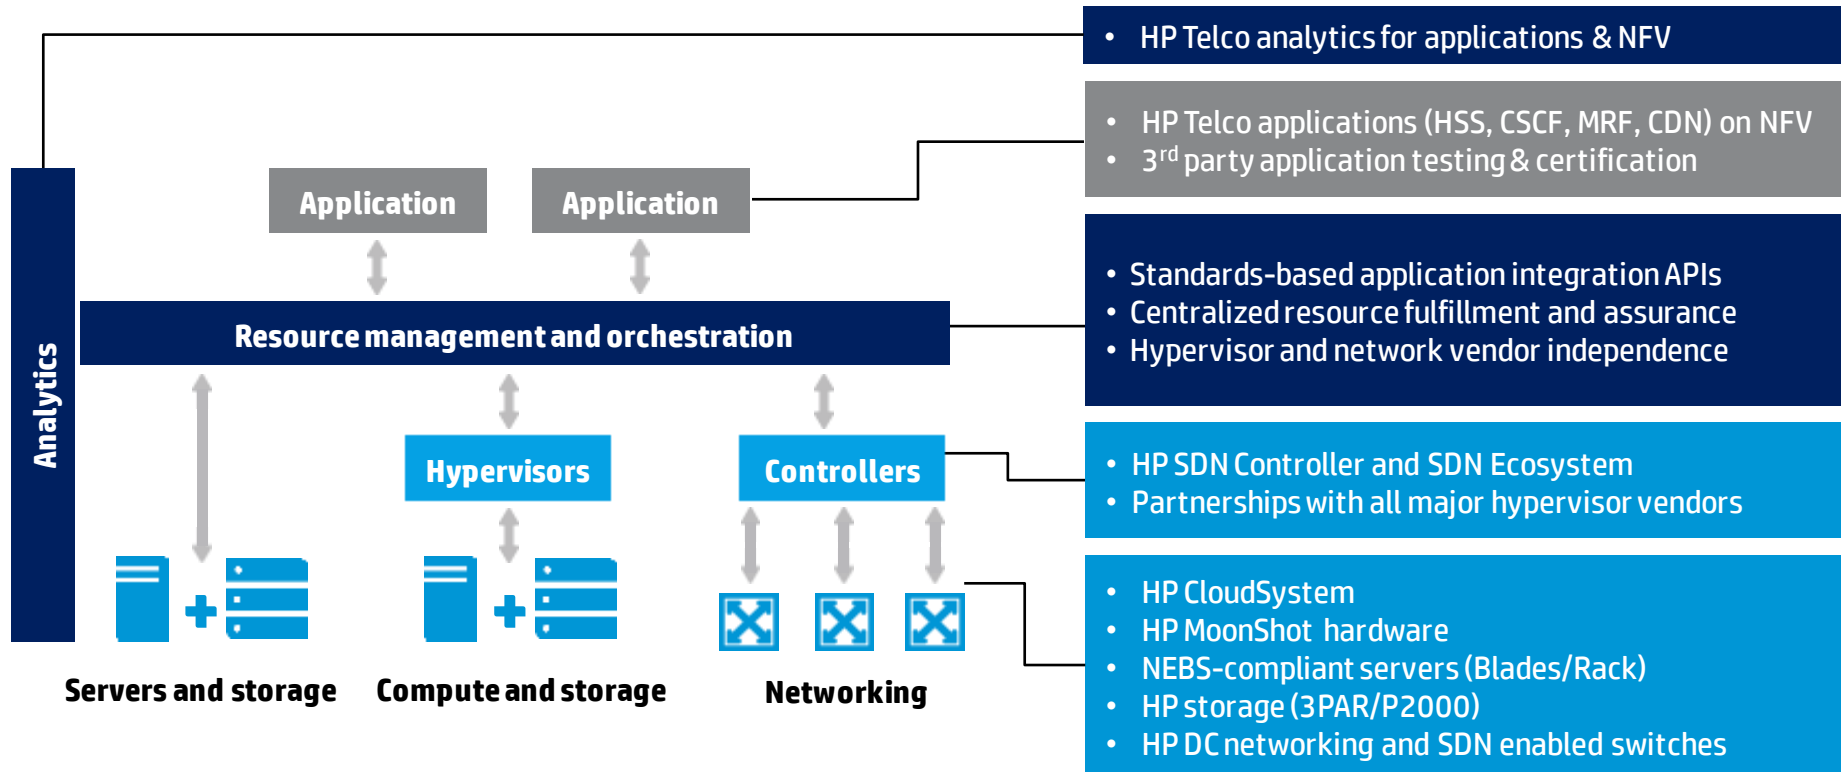 • HP Telco analytics for applications & NFV
• HP Telco applications (HSS, CSCF, MRF, CDN) on NFV
• 3rd party application testing & certification
Application
Application
• Standards-based application integration APIs
• Centralized resource fulfillment and assurance
• Hypervisor and network vendor independence
Resource management and orchestration
Analytics
Hypervisors
Controllers
• HP SDN Controller and SDN Ecosystem
• Partnerships with all major hypervisor vendors
• HP CloudSystem
• HP MoonShot hardware
• NEBS-compliant servers (Blades/Rack)
• HP storage (3PAR/P2000)
• HP DC networking and SDN enabled switches
Servers and storage
Compute and storage
Networking